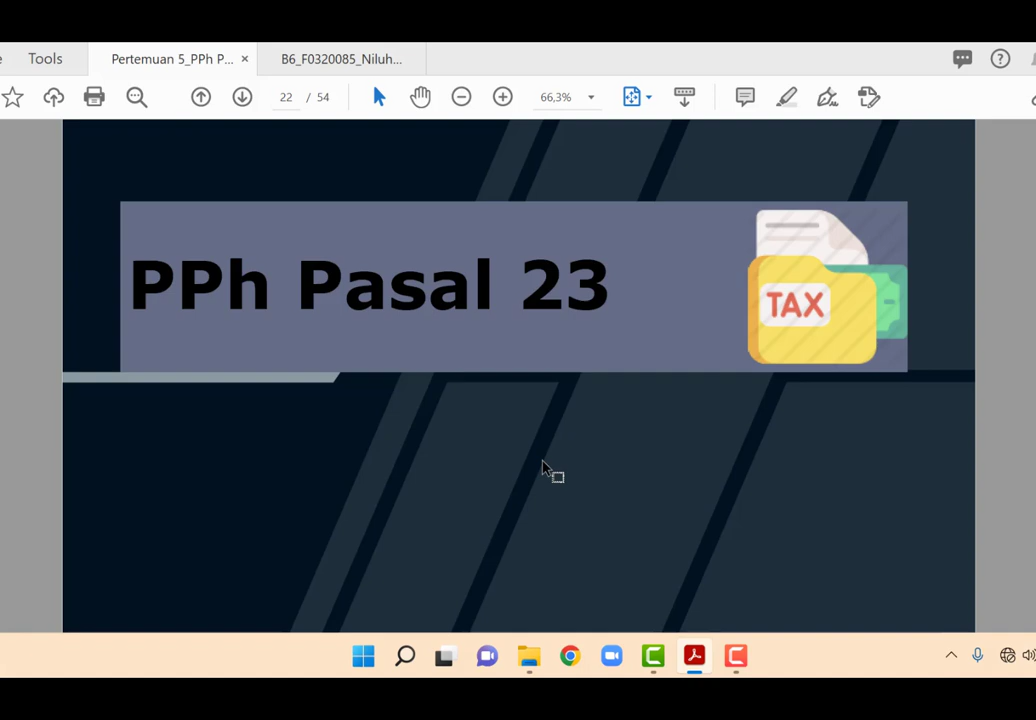 Tools
Pertemuan 5_PPh P... ×
B6_F0320085_Niluh...
22 / 54
66,3%
PPh Pasal 23
TAX